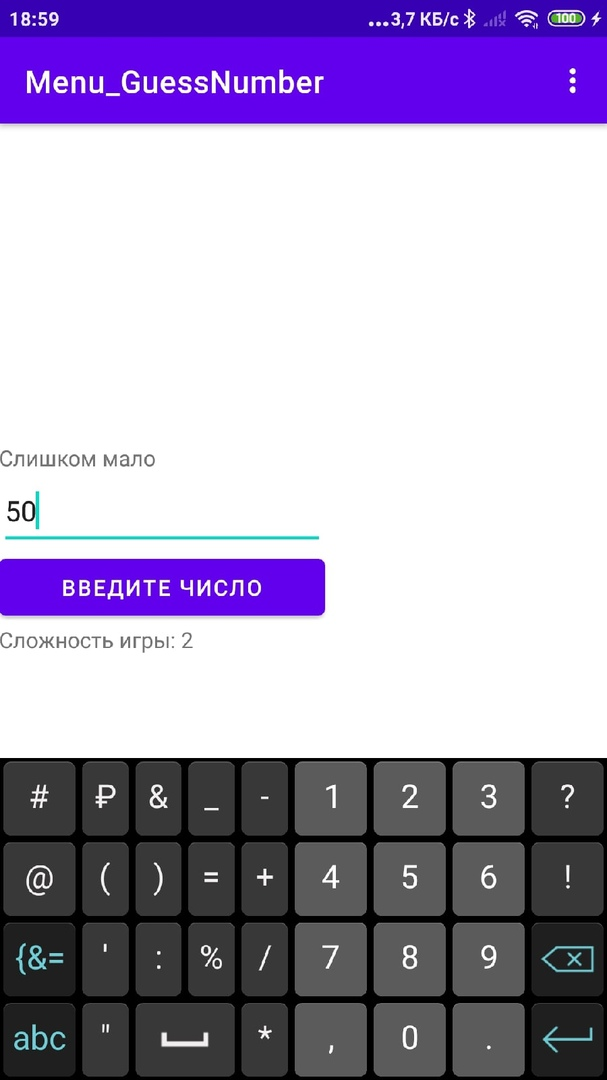 18:59 ...3,7 КБ/с 100
Menu_GuessNumber
Слишком мало
50
ВВЕДИТЕ ЧИСЛО
Сложность игры: 2
# ₽ & _ - 1 2 3 ?
@ ( ) = + 4 5 6 !
{&= ' : % / 7 8 9
abc " * , 0 .